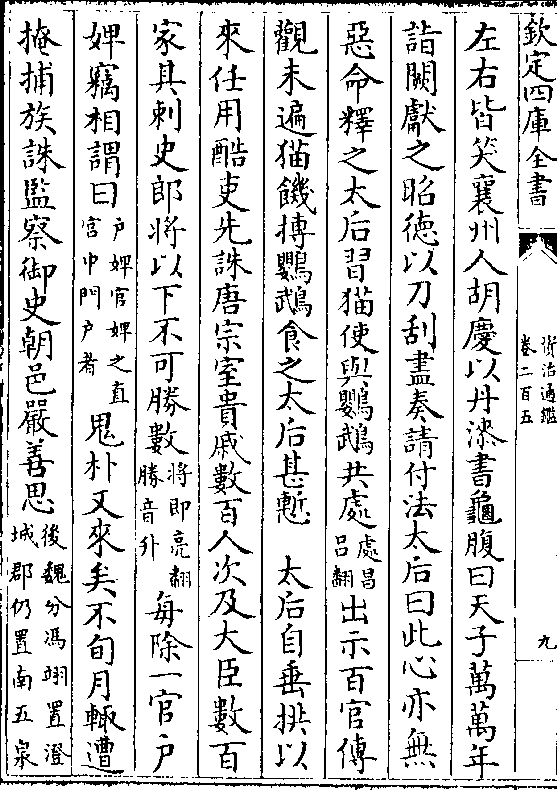 欽定四庫全書
資治通鑑
卷二百五
九
左右皆笑襄州人胡慶以丹漆書龜腹曰天子萬萬年
詣闕獻之昭徳以刀刮盡奏請付法太后曰此心亦無
惡命釋之太后習猫使與鸚鵡共處處昌呂翻出示百官傳
觀未遍猫饑搏鸚鵡食之太后甚慙　太后自垂拱以
來任用酷吏先誅唐宗室貴戚數百人次及大臣數百
家其刺史郎將以下不可勝數將即亮翻勝音升每除一官户
婢竊相謂曰户婢官婢之直宫中門户者鬼朴又來矣不旬月輒遭
掩捕族誅監察御史朝邑嚴善思後魏分馮翊置澄城郡仍置南五泉